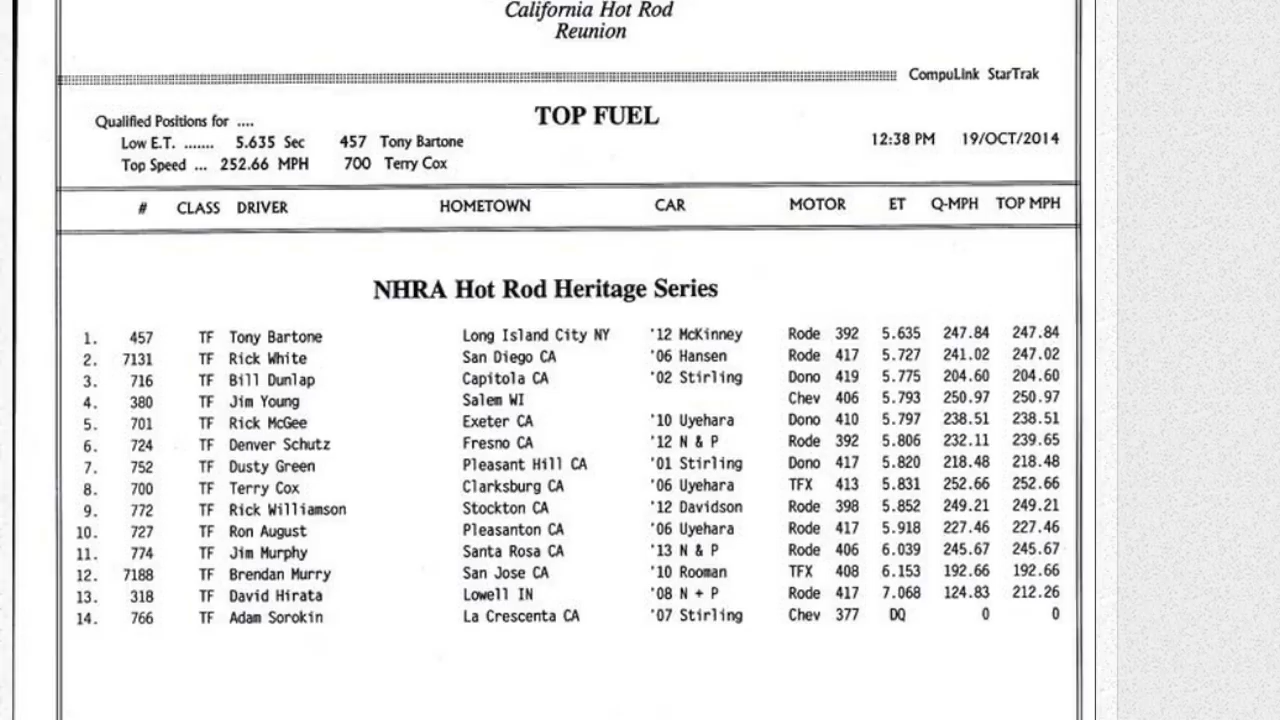 California Hot Rod
Reunion
CompuLink StarTrak
Qualified Positions for ....
TOP FUEL
Low E.T. ....... 5.635 Sec 457 Tony Bartone
12:38 PM 19/OCT/2014
Top Speed ... 252.66 MPH 700 Terry Cox
# CLASS DRIVER HOMETOWN CAR MOTOR ET Q-MPH TOP MPH
NHRA Hot Rod Heritage Series
1. 457 TF Tony Bartone Long Island City NY '12 McKinney Rode 392 5.635 247.84 247.84
2. 7131 TF Rick White San Diego CA '06 Hansen Rode 417 5.727 241.02 247.02
3. 716 TF Bill Dunlap Capitola CA '02 Stirling Dono 419 5.775 204.60 204.60
4. 380 TF Jim Young Salem WI Chev 406 5.793 250.97 250.97
5. 701 TF Rick McGee Exeter CA '10 Uyehara Dono 410 5.797 238.51 238.51
6. 724 TF Denver Schutz Fresno CA '12 N & P Rode 392 5.806 232.11 239.65
7. 752 TF Dusty Green Pleasant Hill CA '01 Stirling Dono 417 5.820 218.48 218.48
8. 700 TF Terry Cox Clarksburg CA '06 Uyehara TFX 413 5.831 252.66 252.66
9. 772 TF Rick Williamson Stockton CA '12 Davidson Rode 398 5.852 249.21 249.21
10. 727 TF Ron August Pleasanton CA '06 Uyehara Rode 417 5.918 227.46 227.46
11. 774 TF Jim Murphy Santa Rosa CA '13 N & P Rode 406 6.039 245.67 245.67
12. 7188 TF Brendan Murry San Jose CA '10 Rooman TFX 408 6.153 192.66 192.66
13. 318 TF David Hirata Lowell IN '08 N + P Rode 417 7.068 124.83 212.26
14. 766 TF Adam Sorokin La Crescenta CA '07 Stirling Chev 377 DQ 0 0